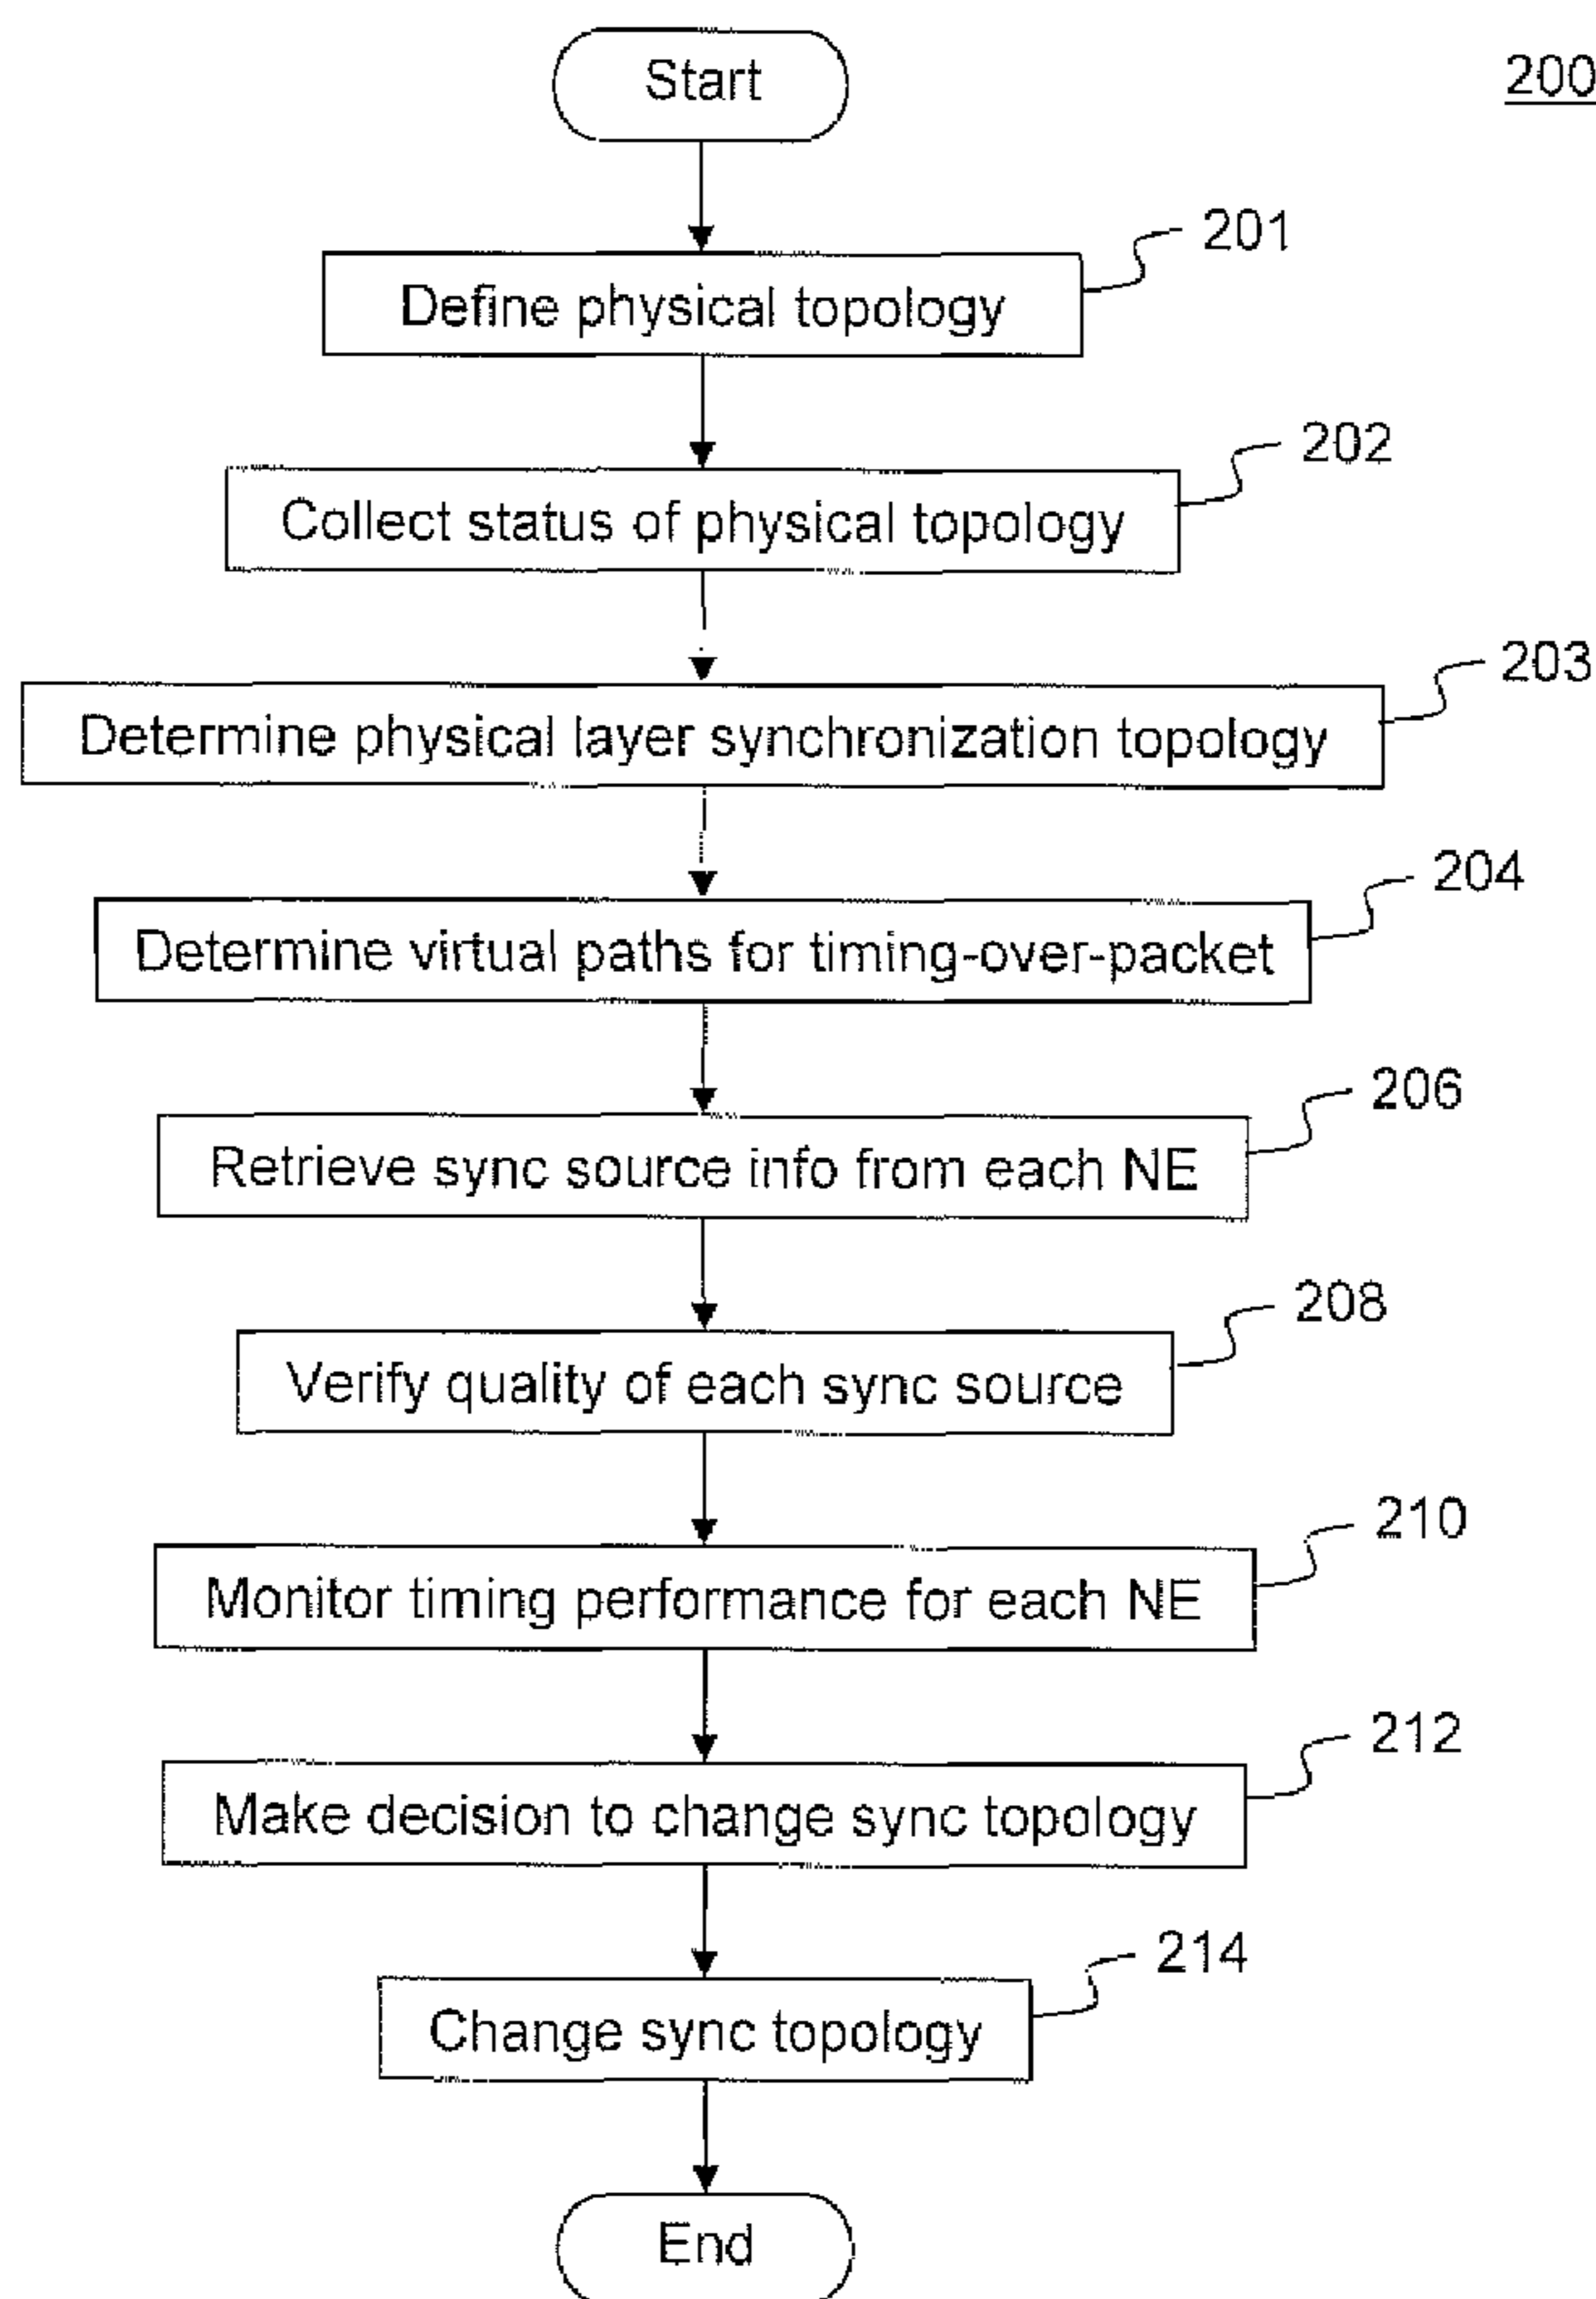 Start
200
201
Define physical topology
202
Collect status of physical topology
203
Determine physical layer synchronization topology
204
Determine virtual paths for timing-over-packet
206
Retrieve sync source info from each NE
208
Verify quality of each sync source
210
Monitor timing performance for each NE
212
Make decision to change sync topology
214
Change sync topology
End